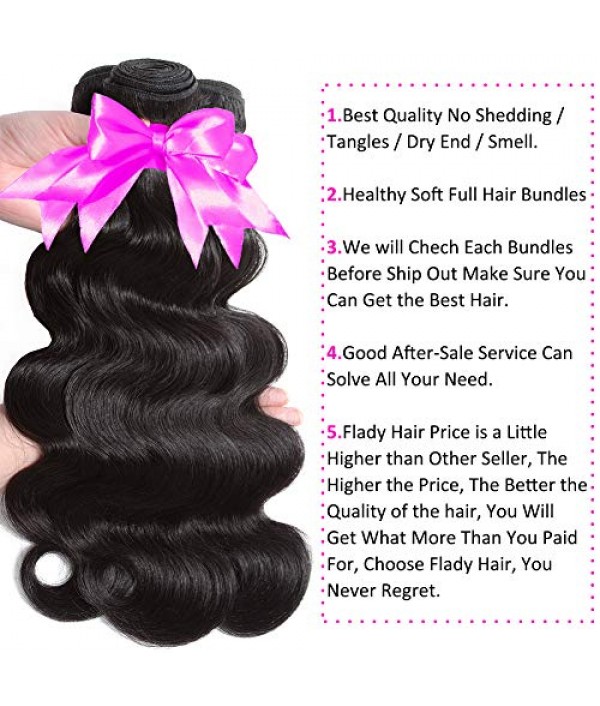 1.Best Quality No Shedding /
Tangles / Dry End / Smell.
2.Healthy Soft Full Hair Bundles
3.We will Chech Each Bundles
Before Ship Out Make Sure You
Can Get the Best Hair.
4.Good After-Sale Service Can
Solve All Your Need.
5.Flady Hair Price is a Little
Higher than Other Seller, The
Higher the Price, The Better the
Quality of the hair, You Will
Get What More Than You Paid
For, Choose Flady Hair, You
Never Regret.